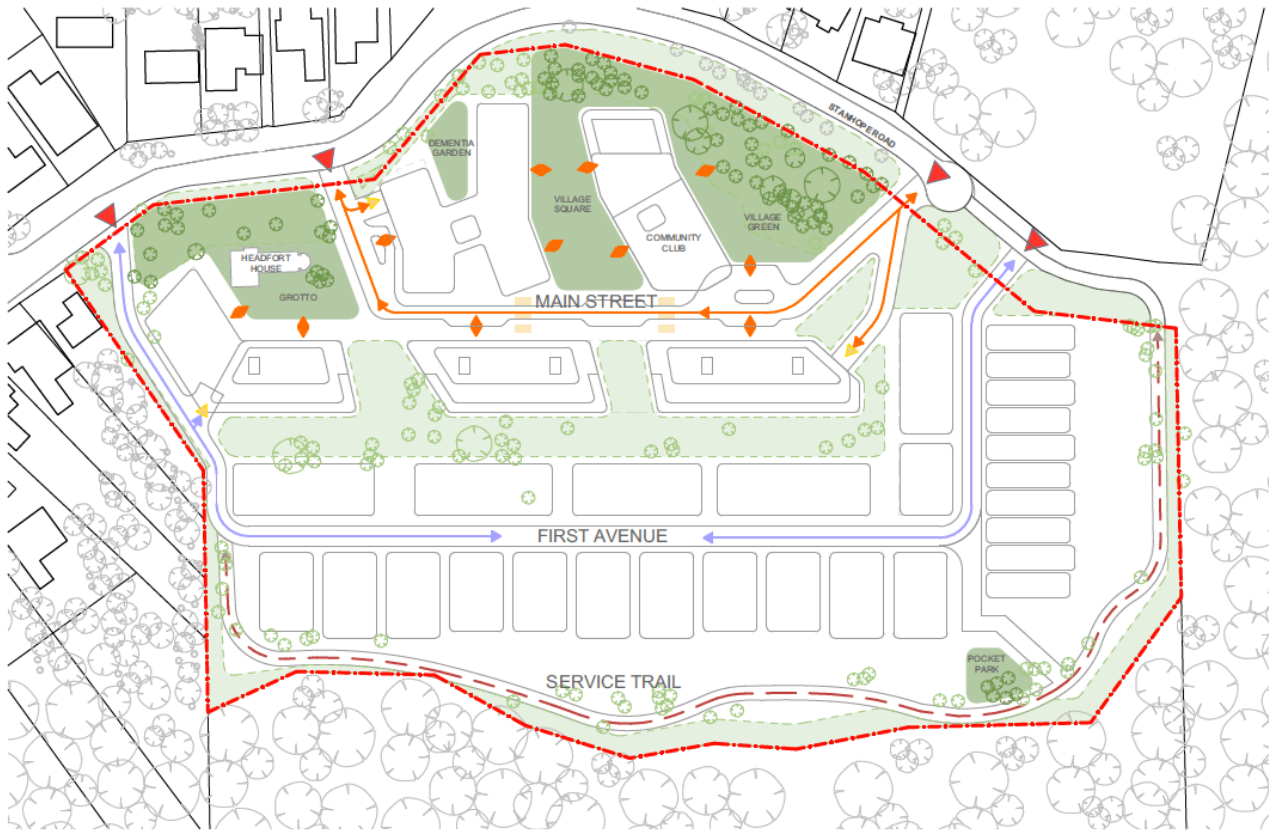 STANHOPE ROAD
DEMENTIA
GARDEN
VILLAGE
SQUARE
VILLAGE
GREEN
COMMUNITY
CLUB
HEADFORT
HOUSE
GROTTO
MAIN STREET
FIRST AVENUE
POCKET
PARK
SERVICE TRAIL